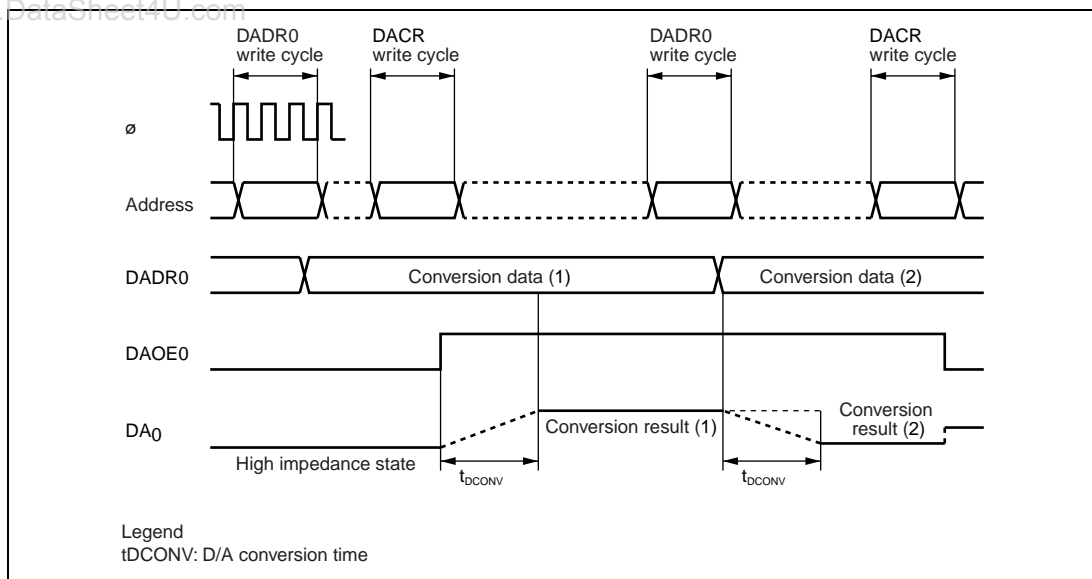 .DataSheet4U.com
DADR0
write cycle
DACR
write cycle
DADR0
write cycle
DACR
write cycle
ø
Address
DADR0
Conversion data (1)
Conversion data (2)
DAOE0
DA0
Conversion result (1)
Conversion
result (2)
High impedance state
tDCONV
tDCONV
Legend
tDCONV: D/A conversion time